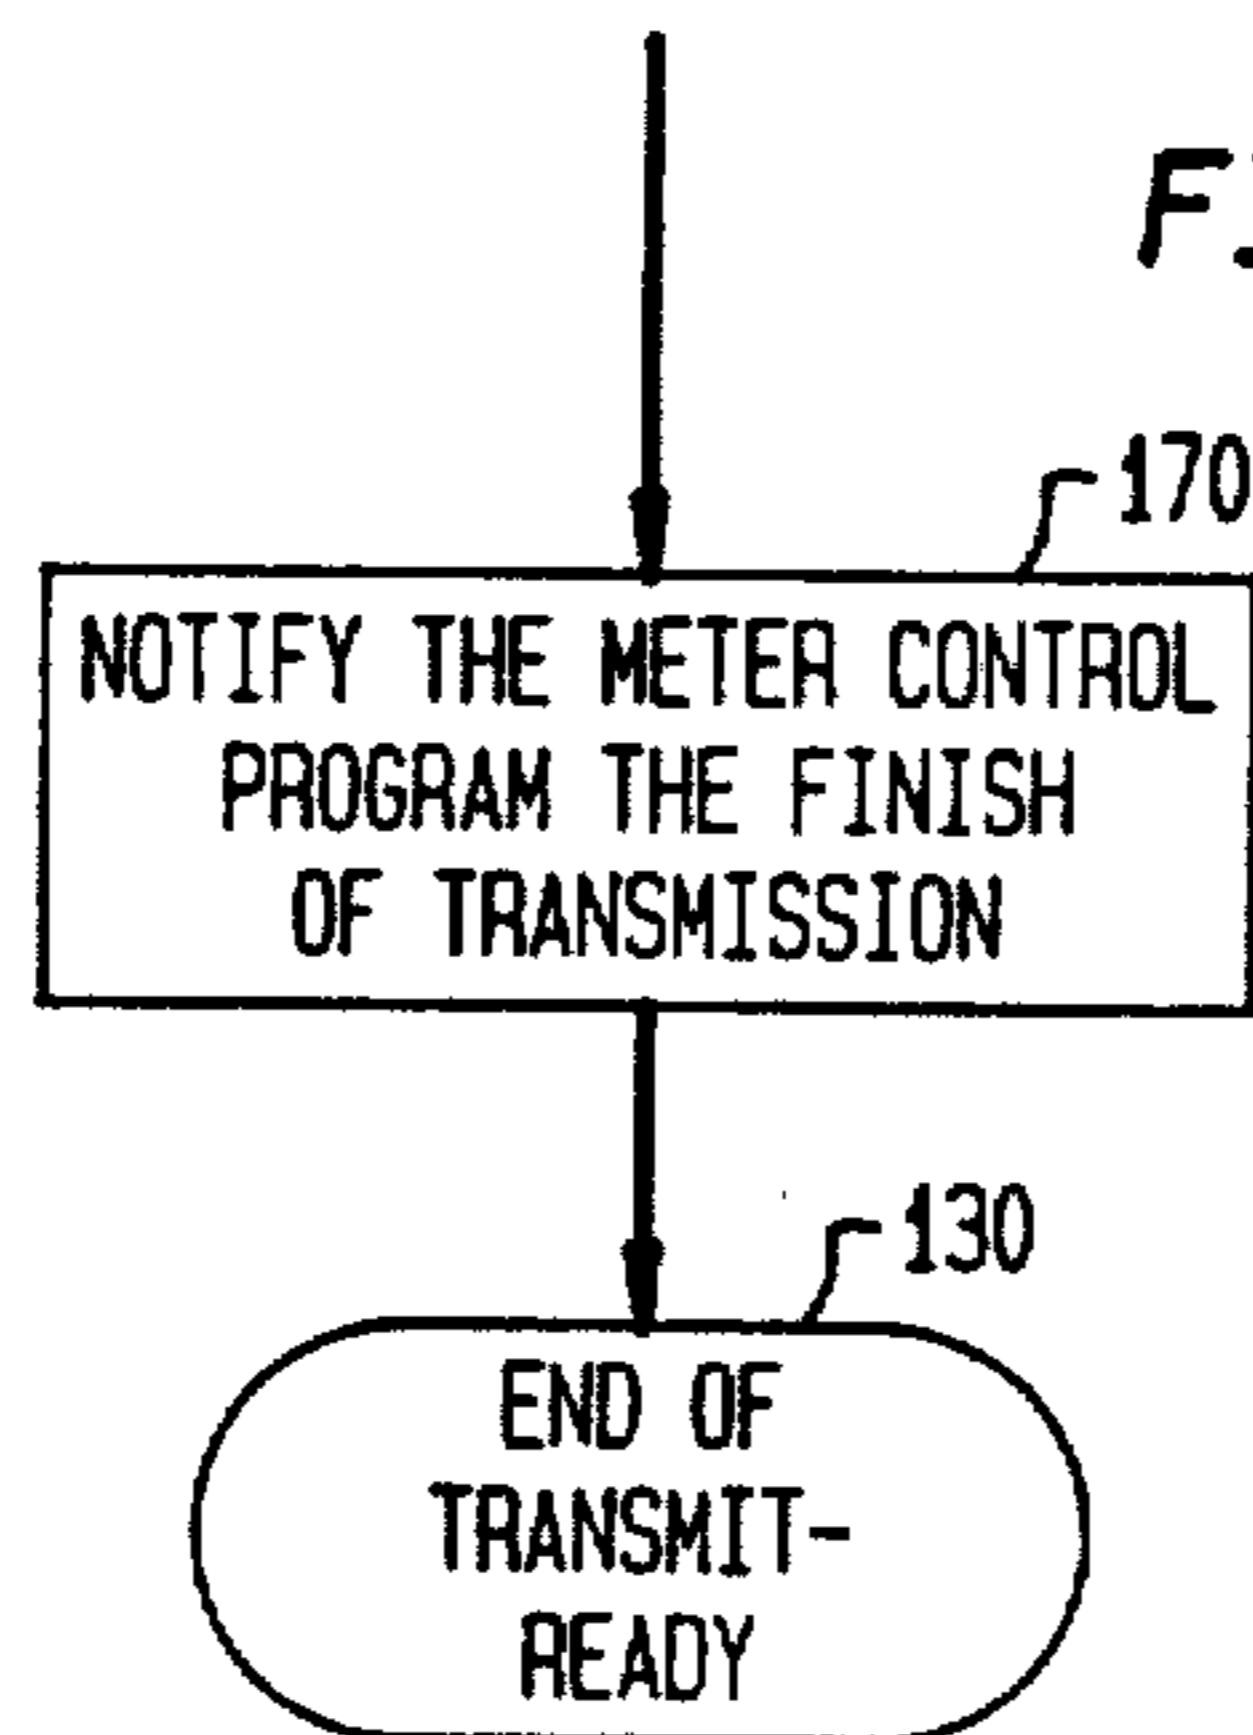 170
NOTIFY THE METER CONTROL
PROGRAM THE FINISH
OF TRANSMISSION
130
END OF
TRANSMIT-
READY